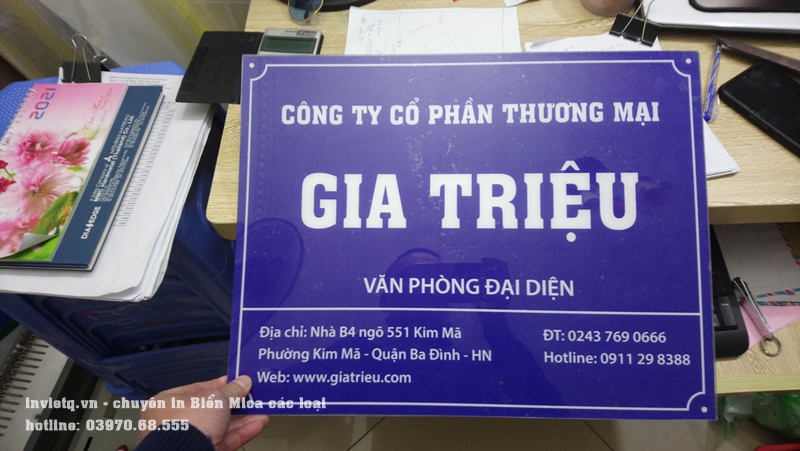 CÔNG TY CỔ PHẦN THƯƠNG MẠI
GIA TRIỆU
VĂN PHÒNG ĐẠI DIỆN
Địa chỉ: Nhà B4 ngõ 551 Kim Mã
Phường Kim Mã - Quận Ba Đình - HN
Web: www.giatrieu.com
ĐT: 0243 769 0666
Hotline: 0911 29 8388
2021
DIAEDGE
Invietq.vn - chuyên in Biển Mica các loại
hotline: 03970.68.555